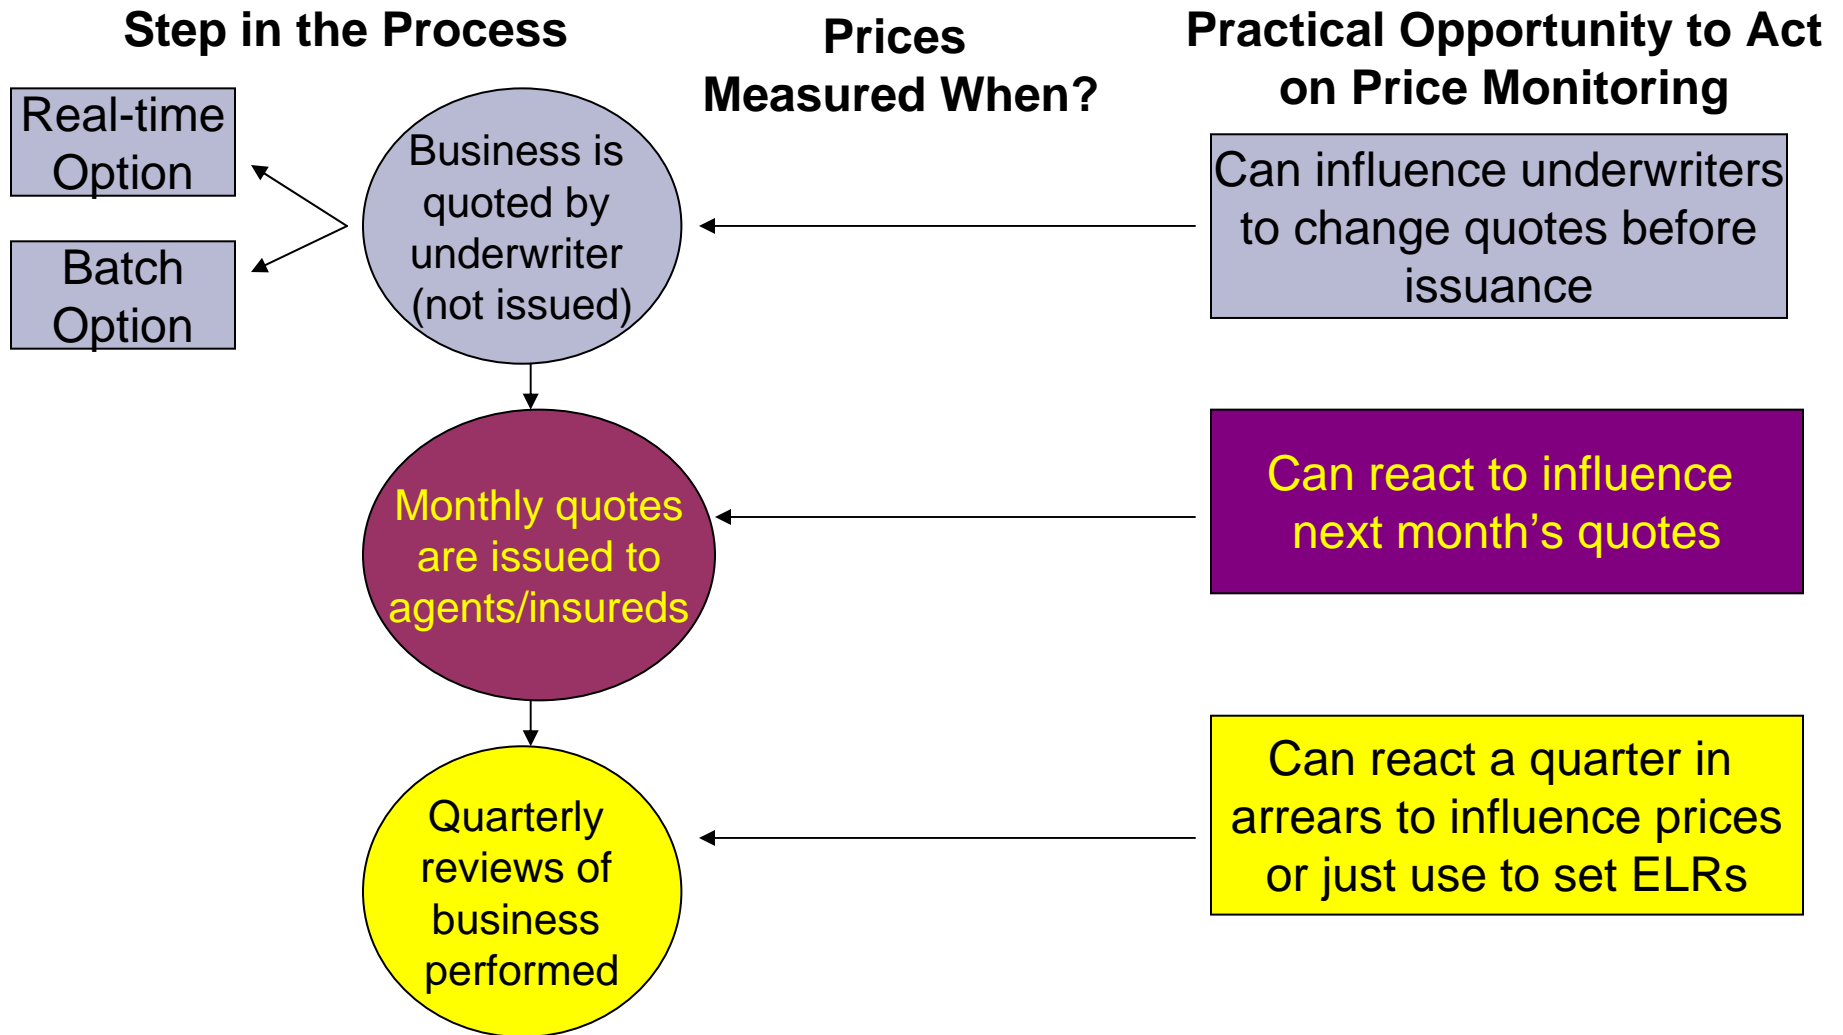 Step in the Process
Prices
Measured When?
Practical Opportunity to Act
on Price Monitoring
Real-time
Option
Batch
Option
Business is
quoted by
underwriter
(not issued)
Can influence underwriters
to change quotes before
issuance
Monthly quotes
are issued to
agents/insureds
Can react to influence
next month’s quotes
Quarterly
reviews of
business
performed
Can react a quarter in
arrears to influence prices
or just use to set ELRs